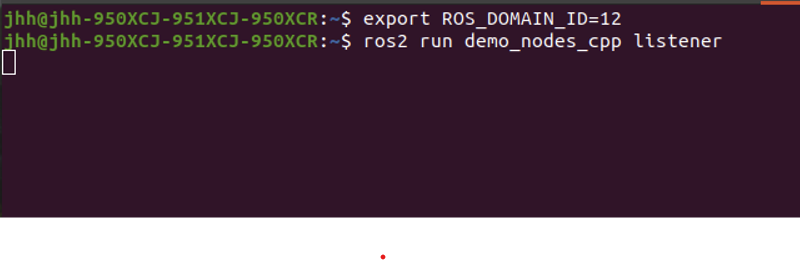 jhh@jhh-950XCJ-951XCJ-950XCR:~$ export ROS_DOMAIN_ID=12
jhh@jhh-950XCJ-951XCJ-950XCR:~$ ros2 run demo_nodes_cpp listener